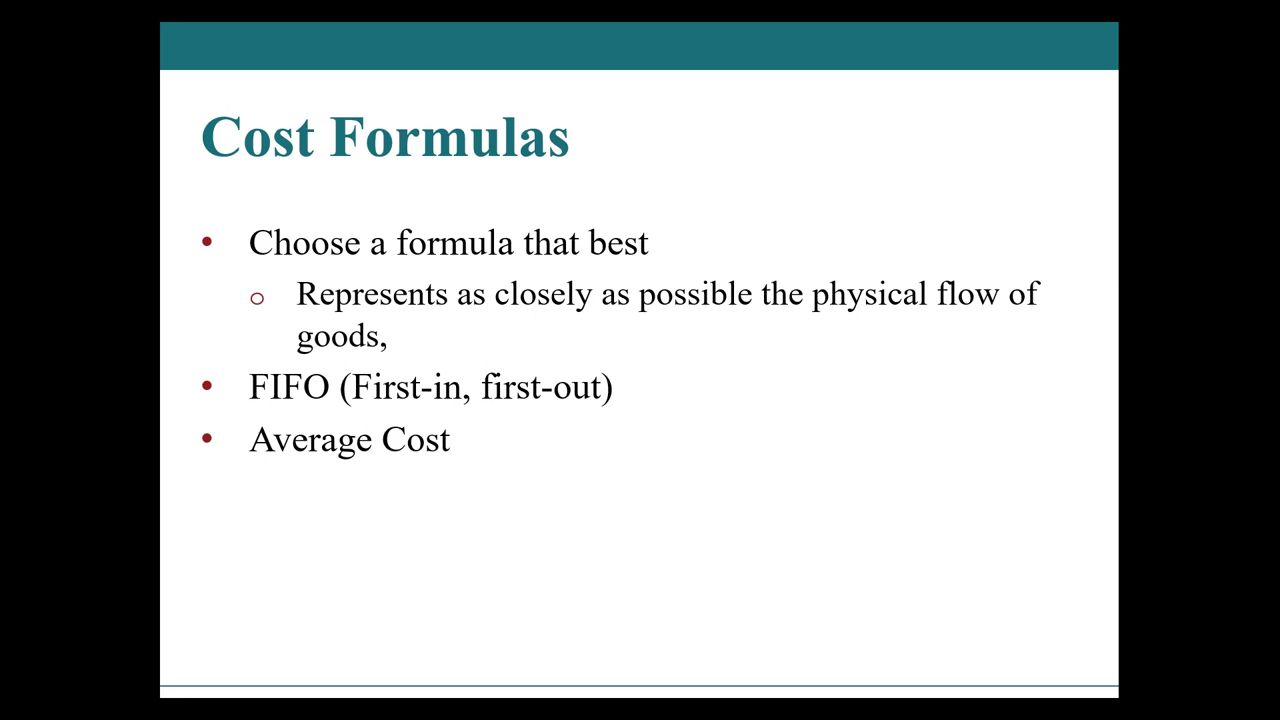 Cost Formulas
• Choose a formula that best
o Represents as closely as possible the physical flow of
goods,
• FIFO (First-in, first-out)
• Average Cost